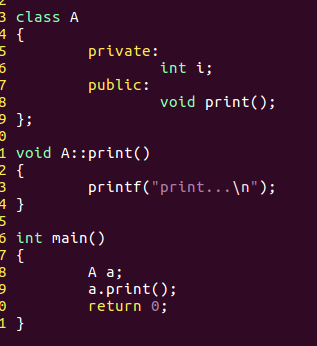 3 class A
4 {
5         private:
6                 int i;
7         public:
8                 void print();
9 };
0
1 void A::print()
2 {
3         printf("print...\n");
4 }
5
6 int main()
7 {
8         A a;
9         a.print();
0         return 0;
1 }